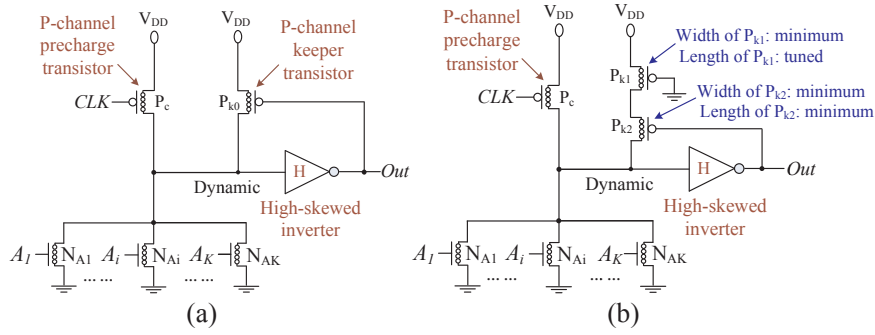 P-channel
precharge
transistor
V_DD
V_DD
P-channel
keeper
transistor
CLK
P_c
P_k0
H
Out
Dynamic
High-skewed
inverter
A_1
N_A1
A_i
N_Ai
A_K
N_AK
... ...
... ...
(a)
P-channel
precharge
transistor
V_DD
V_DD
Width of P_k1: minimum
Length of P_k1: tuned
P_k1
Width of P_k2: minimum
Length of P_k2: minimum
CLK
P_c
P_k2
H
Out
Dynamic
High-skewed
inverter
A_1
N_A1
A_i
N_Ai
A_K
N_AK
... ...
... ...
(b)